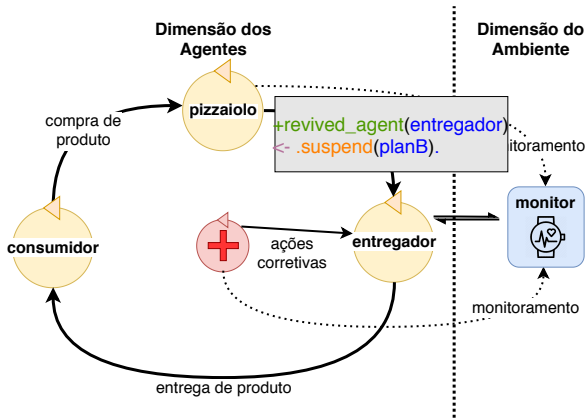 Dimensão dos
Agentes
Dimensão do
Ambiente
pizzaiolo
compra de
produto
+revived_agent(entregador)
<- .suspend(planB).
itoramento
monitor
consumidor
ações
corretivas
entregador
monitoramento
entrega de produto